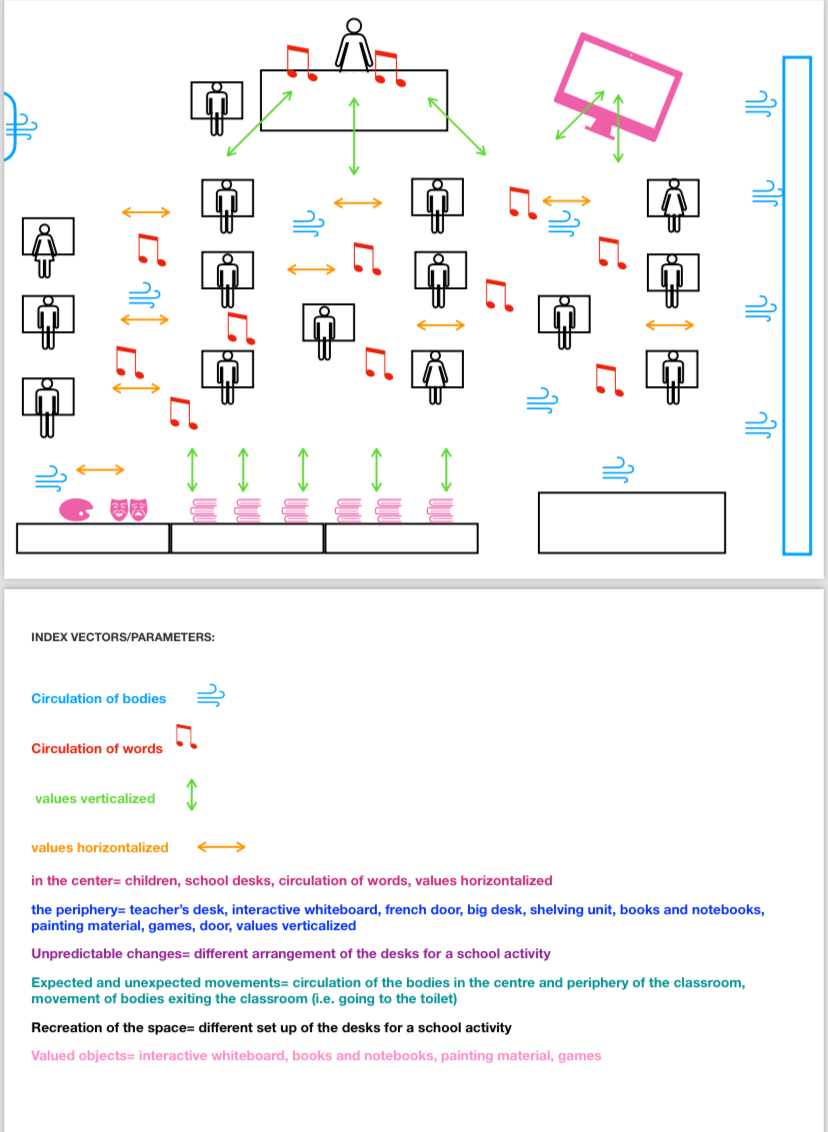 INDEX VECTORS/PARAMETERS:
Circulation of bodies
Circulation of words
values verticalized
values horizontalized
in the center= children, school desks, circulation of words, values horizontalized
the periphery= teacher's desk, interactive whiteboard, french door, big desk, shelving unit, books and notebooks,
painting material, games, door, values verticalized
Unpredictable changes= different arrangement of the desks for a school activity
Expected and unexpected movements= circulation of the bodies in the centre and periphery of the classroom,
movement of bodies exiting the classroom (i.e. going to the toilet)
Recreation of the space= different set up of the desks for a school activity
Valued objects= interactive whiteboard, books and notebooks, painting material, games